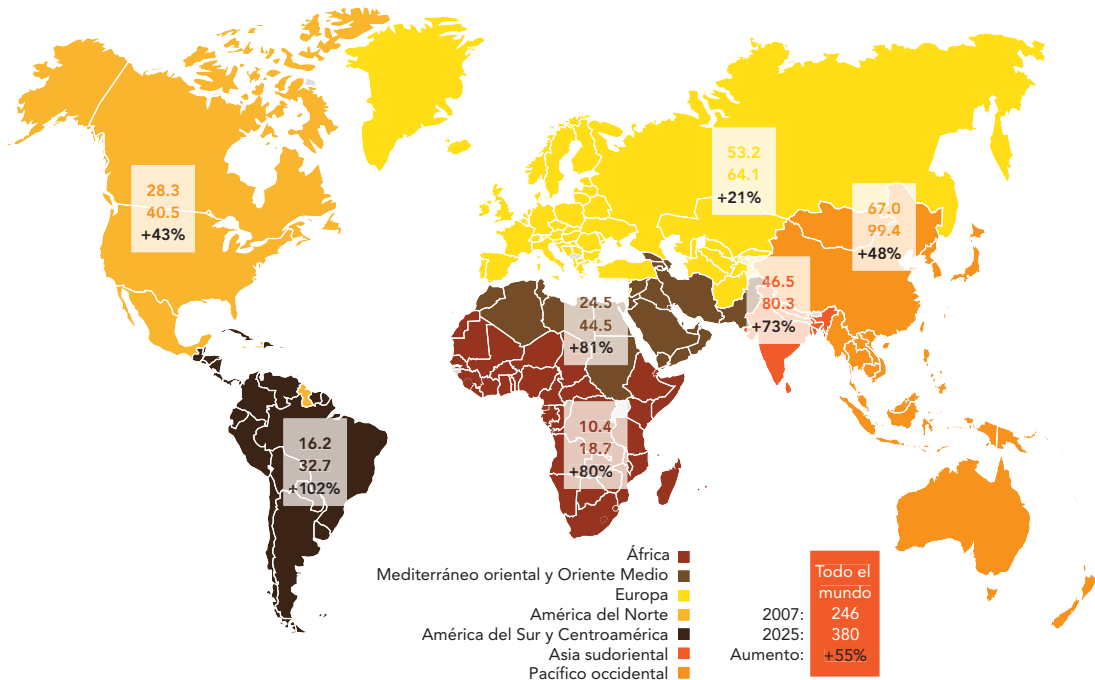 53.2
64.1
+21%
28.3
40.5
+43%
67.0
99.4
+48%
46.5
80.3
+73%
24.5
44.5
+81%
10.4
18.7
+80%
16.2
32.7
+102%
África
Mediterráneo oriental y Oriente Medio
Europa
América del Norte
América del Sur y Centroamérica
Asia sudoriental
Pacífico occidental
Todo el
mundo
2007: 246
2025: 380
Aumento: +55%